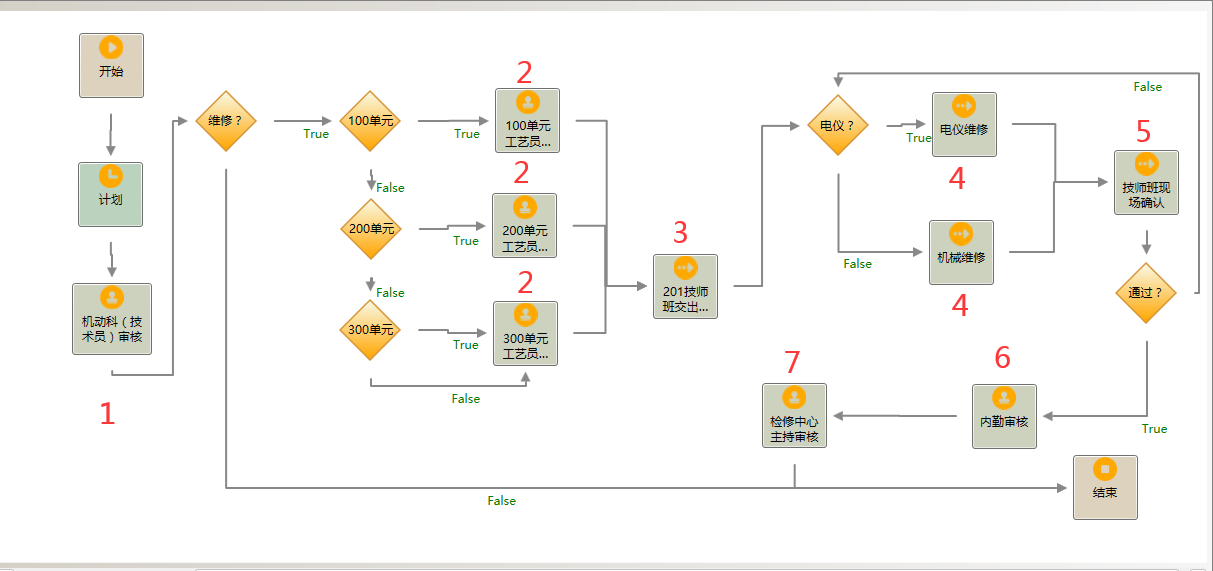 开始
计划
机动科（技
术员）审核
1
维修？
True
False
100单元
True
False
200单元
True
False
300单元
True
False
2
100单元
工艺员...
2
200单元
工艺员...
2
300单元
工艺员...
3
201技师
班交出...
电仪？
True
False
电仪维修
4
机械维修
4
5
技师班现
场确认
通过？
False
True
6
内勤审核
7
检修中心
主持审核
结束